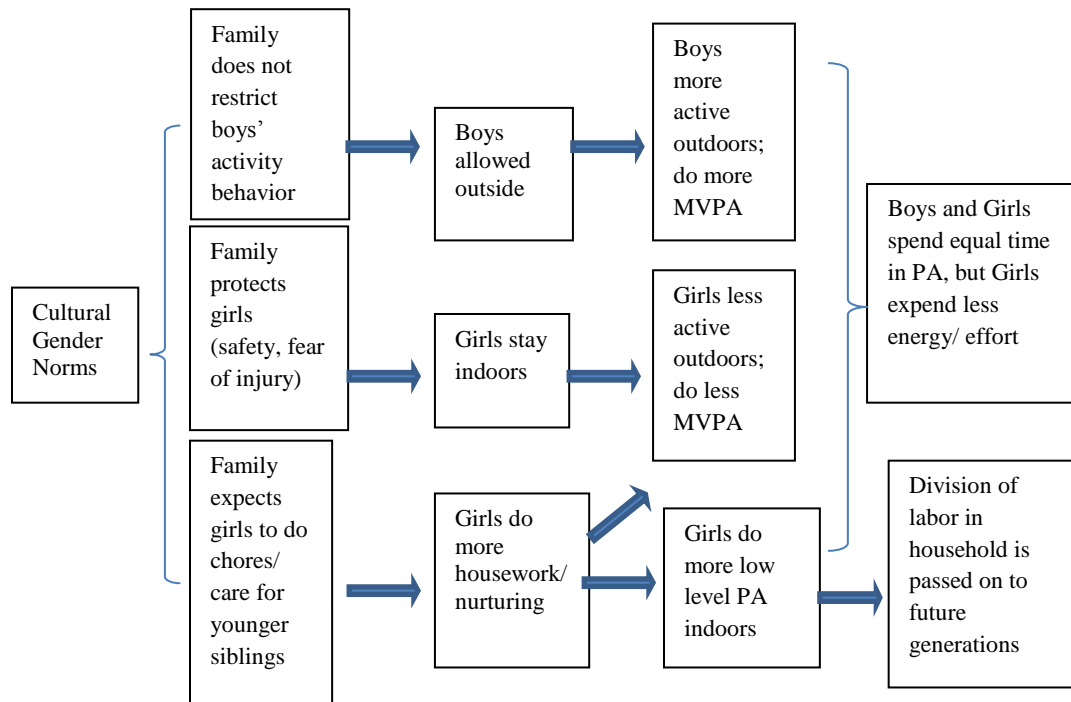 Cultural
Gender
Norms
Family
does not
restrict
boys’
activity
behavior
Boys
allowed
outside
Boys
more
active
outdoors;
do more
MVPA
Family
protects
girls
(safety, fear
of injury)
Girls stay
indoors
Girls less
active
outdoors;
do less
MVPA
Family
expects
girls to do
chores/
care for
younger
siblings
Girls do
more
housework/
nurturing
Girls do
more low
level PA
indoors
Boys and Girls
spend equal time
in PA, but Girls
expend less
energy/ effort
Division of
labor in
household is
passed on to
future
generations